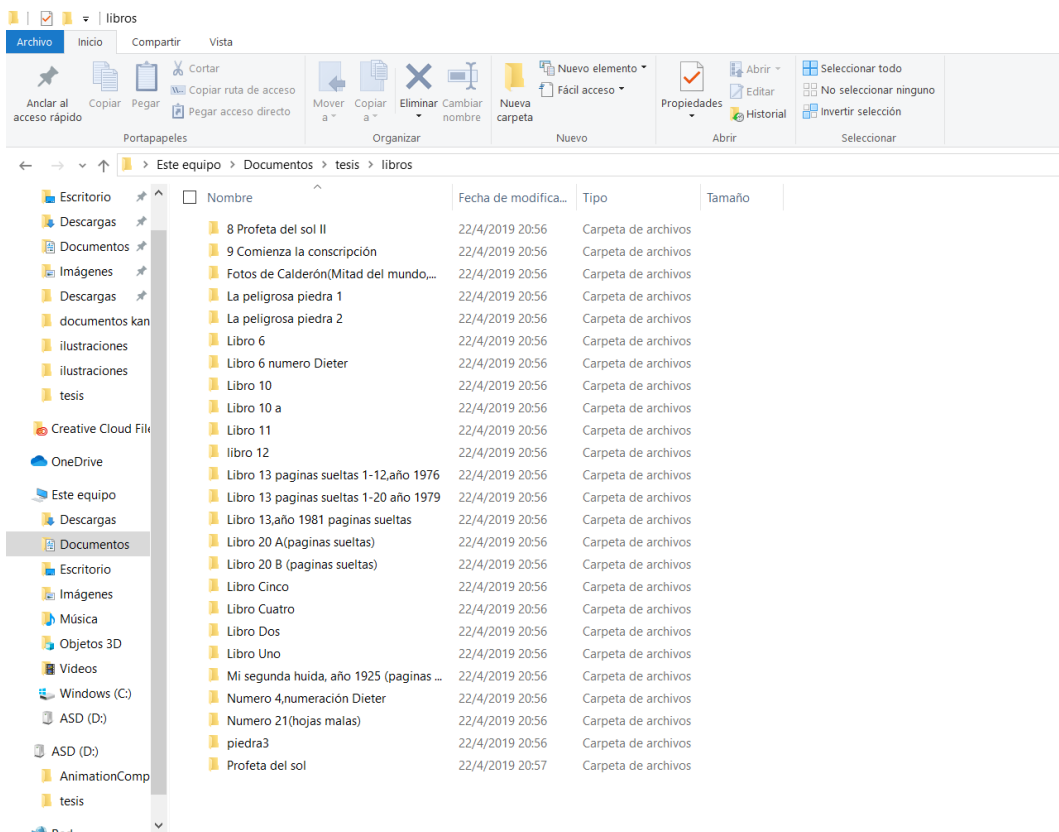 libros
Archivo Inicio Compartir Vista
Anclar al acceso rápido
Copiar
Pegar
Cortar
Copiar ruta de acceso
Pegar acceso directo
Portapapeles
Mover a
Copiar a
Eliminar
Cambiar nombre
Organizar
Nueva carpeta
Nuevo elemento
Fácil acceso
Nuevo
Propiedades
Abrir
Editar
Historial
Abrir
Seleccionar todo
No seleccionar ninguno
Invertir selección
Seleccionar
Este equipo > Documentos > tesis > libros
Escritorio
Descargas
Documentos
Imágenes
Descargas
documentos kan
ilustraciones
ilustraciones
tesis
Creative Cloud File
OneDrive
Este equipo
Descargas
Documentos
Escritorio
Imágenes
Música
Objetos 3D
Videos
Windows (C:)
ASD (D:)
ASD (D:)
AnimationComp
tesis
Nombre Fecha de modifica... Tipo Tamaño
8 Profeta del sol II 22/4/2019 20:56 Carpeta de archivos
9 Comienza la conscripción 22/4/2019 20:56 Carpeta de archivos
Fotos de Calderón(Mitad del mundo,... 22/4/2019 20:56 Carpeta de archivos
La peligrosa piedra 1 22/4/2019 20:56 Carpeta de archivos
La peligrosa piedra 2 22/4/2019 20:56 Carpeta de archivos
Libro 6 22/4/2019 20:56 Carpeta de archivos
Libro 6 numero Dieter 22/4/2019 20:56 Carpeta de archivos
Libro 10 22/4/2019 20:56 Carpeta de archivos
Libro 10 a 22/4/2019 20:56 Carpeta de archivos
Libro 11 22/4/2019 20:56 Carpeta de archivos
libro 12 22/4/2019 20:56 Carpeta de archivos
Libro 13 paginas sueltas 1-12,año 1976 22/4/2019 20:56 Carpeta de archivos
Libro 13 paginas sueltas 1-20 año 1979 22/4/2019 20:56 Carpeta de archivos
Libro 13,año 1981 paginas sueltas 22/4/2019 20:56 Carpeta de archivos
Libro 20 A(paginas sueltas) 22/4/2019 20:56 Carpeta de archivos
Libro 20 B (paginas sueltas) 22/4/2019 20:56 Carpeta de archivos
Libro Cinco 22/4/2019 20:56 Carpeta de archivos
Libro Cuatro 22/4/2019 20:56 Carpeta de archivos
Libro Dos 22/4/2019 20:56 Carpeta de archivos
Libro Uno 22/4/2019 20:56 Carpeta de archivos
Mi segunda huida, año 1925 (paginas ... 22/4/2019 20:56 Carpeta de archivos
Numero 4,numeración Dieter 22/4/2019 20:56 Carpeta de archivos
Numero 21(hojas malas) 22/4/2019 20:56 Carpeta de archivos
piedra3 22/4/2019 20:56 Carpeta de archivos
Profeta del sol 22/4/2019 20:57 Carpeta de archivos